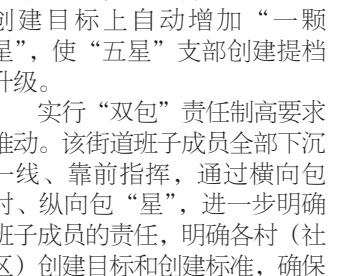 创建目标上自动增加“一颗
星”，使“五星”支部创建提档
升级。
实行“双包”责任制高要求
推动。该街道班子成员全部下沉
一线、靠前指挥，通过横向包
村、纵向包“星”，进一步明确
班子成员的责任，明确各村（社
区）创建目标和创建标准，确保